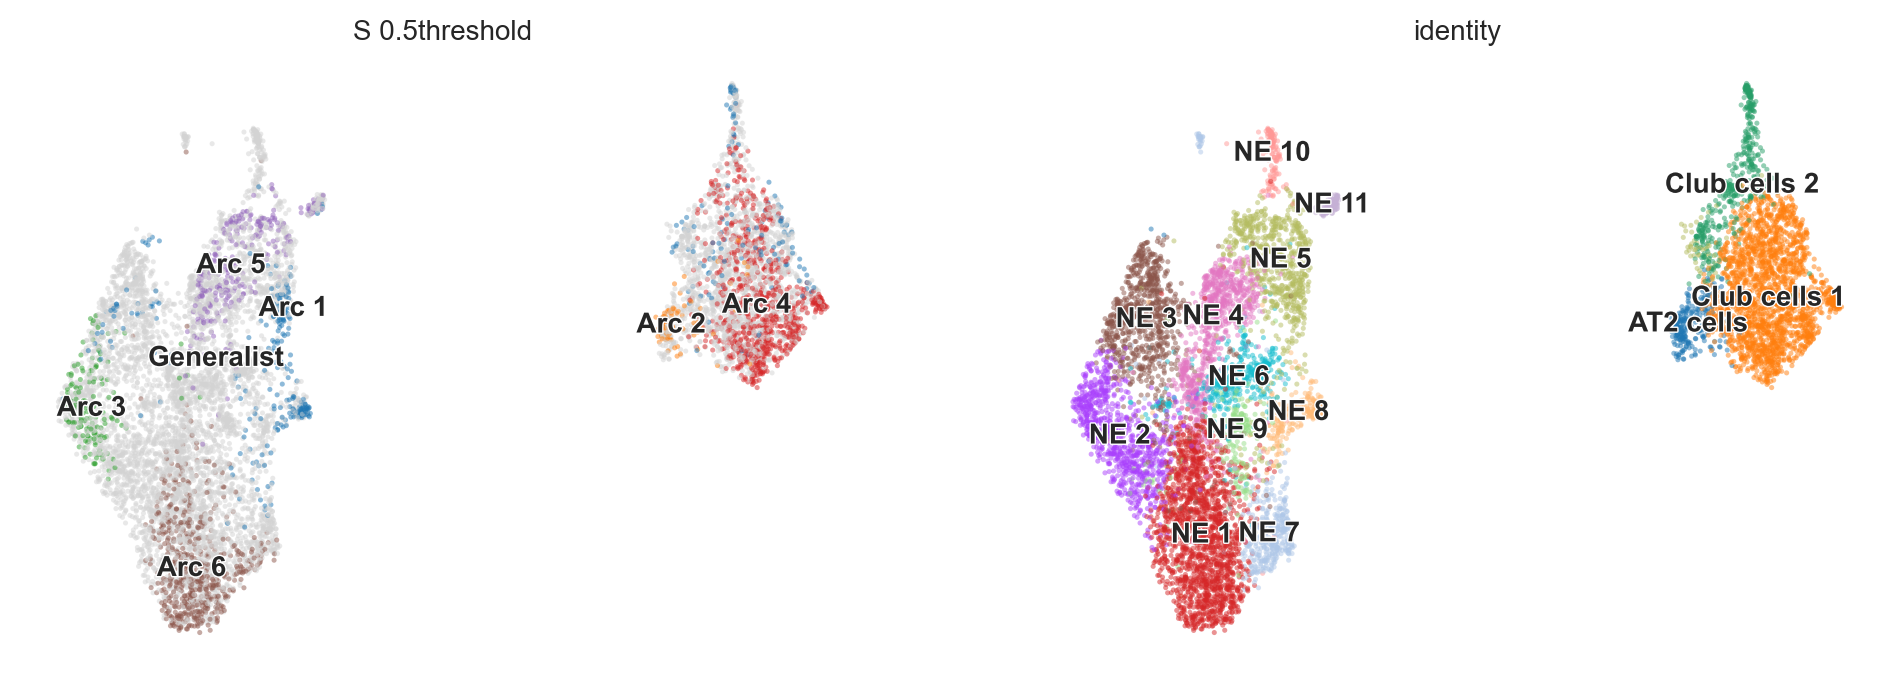 S 0.5threshold
Arc 5
Arc 1
Generalist
Arc 3
Arc 6
Arc 2
Arc 4
identity
NE 10
NE 11
NE 5
NE 3
NE 4
NE 6
NE 8
NE 9
NE 2
NE 1
NE 7
Club cells 2
Club cells 1
AT2 cells